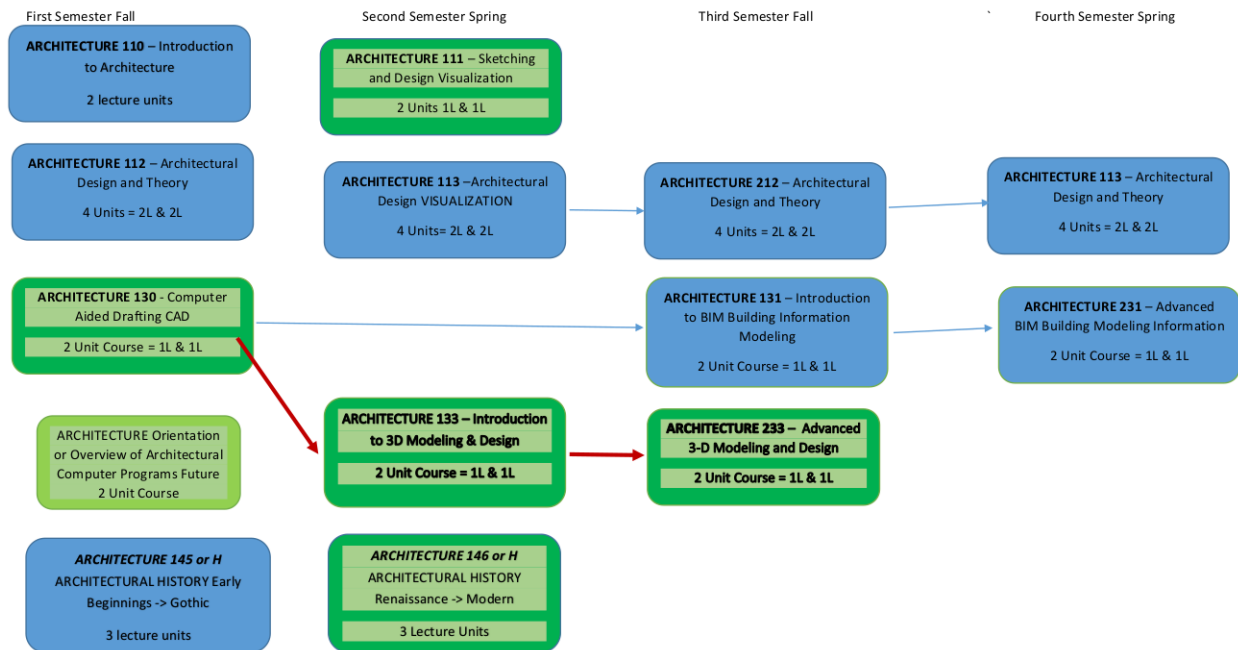 First Semester Fall
Second Semester Spring
Third Semester Fall
`
Fourth Semester Spring
ARCHITECTURE 110 – Introduction
to Architecture
2 lecture units
ARCHITECTURE 111 – Sketching
and Design Visualization
2 Units 1L & 1L
ARCHITECTURE 112 – Architectural
Design and Theory
4 Units = 2L & 2L
ARCHITECTURE 113 –Architectural
Design VISUALIZATION
4 Units= 2L & 2L
ARCHITECTURE 212 – Architectural
Design and Theory
4 Units = 2L & 2L
ARCHITECTURE 113 – Architectural
Design and Theory
4 Units = 2L & 2L
ARCHITECTURE 130 - Computer
Aided Drafting CAD
2 Unit Course = 1L & 1L
ARCHITECTURE 131 – Introduction
to BIM Building Information
Modeling
2 Unit Course = 1L & 1L
ARCHITECTURE 231 – Advanced
BIM Building Modeling Information
2 Unit Course = 1L & 1L
ARCHITECTURE Orientation
or Overview of Architectural
Computer Programs Future
2 Unit Course
ARCHITECTURE 133 – Introduction
to 3D Modeling & Design
2 Unit Course = 1L & 1L
ARCHITECTURE 233 – Advanced
3-D Modeling and Design
2 Unit Course = 1L & 1L
ARCHITECTURE 145 or H
ARCHITECTURAL HISTORY Early
Beginnings -> Gothic
3 lecture units
ARCHITECTURE 146 or H
ARCHITECTURAL HISTORY
Renaissance -> Modern
3 Lecture Units